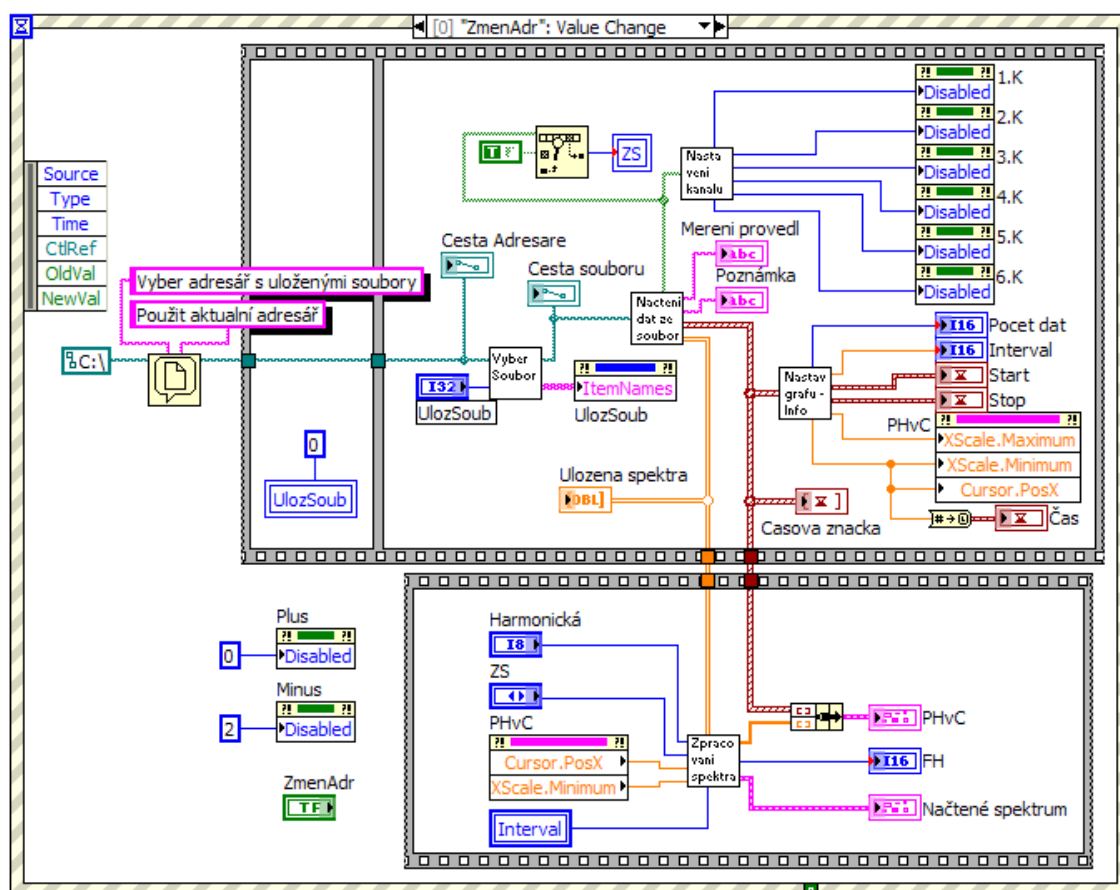 [0] "ZmenAdr": Value Change
Source
Type
Time
CtlRef
OldVal
NewVal
Vyber adresář s uloženými soubory
Použit aktualní adresář
C:\
0
UlozSoub
Cesta Adresare
Cesta souboru
T
ZS
Vyber
Soubor
I32
UlozSoub
ItemNames
UlozSoub
Nacteni
dat ze
soubor
Nasta
veni
kanalu
Mereni provedl
abc
Poznámka
abc
Disabled
1.K
Disabled
2.K
Disabled
3.K
Disabled
4.K
Disabled
5.K
Disabled
6.K
Nastav
grafu -
Info
I16
Pocet dat
I16
Interval
Start
Stop
PHvC
XScale.Maximum
XScale.Minimum
Cursor.PosX
Čas
Ulozena spektra
DBL]
Casova znacka
Plus
0
Disabled
Minus
2
Disabled
ZmenAdr
TF
Harmonická
I8
ZS
PHvC
Cursor.PosX
XScale.Minimum
Interval
Zpraco
vani
spektra
PHvC
I16
FH
Načtené spektrum